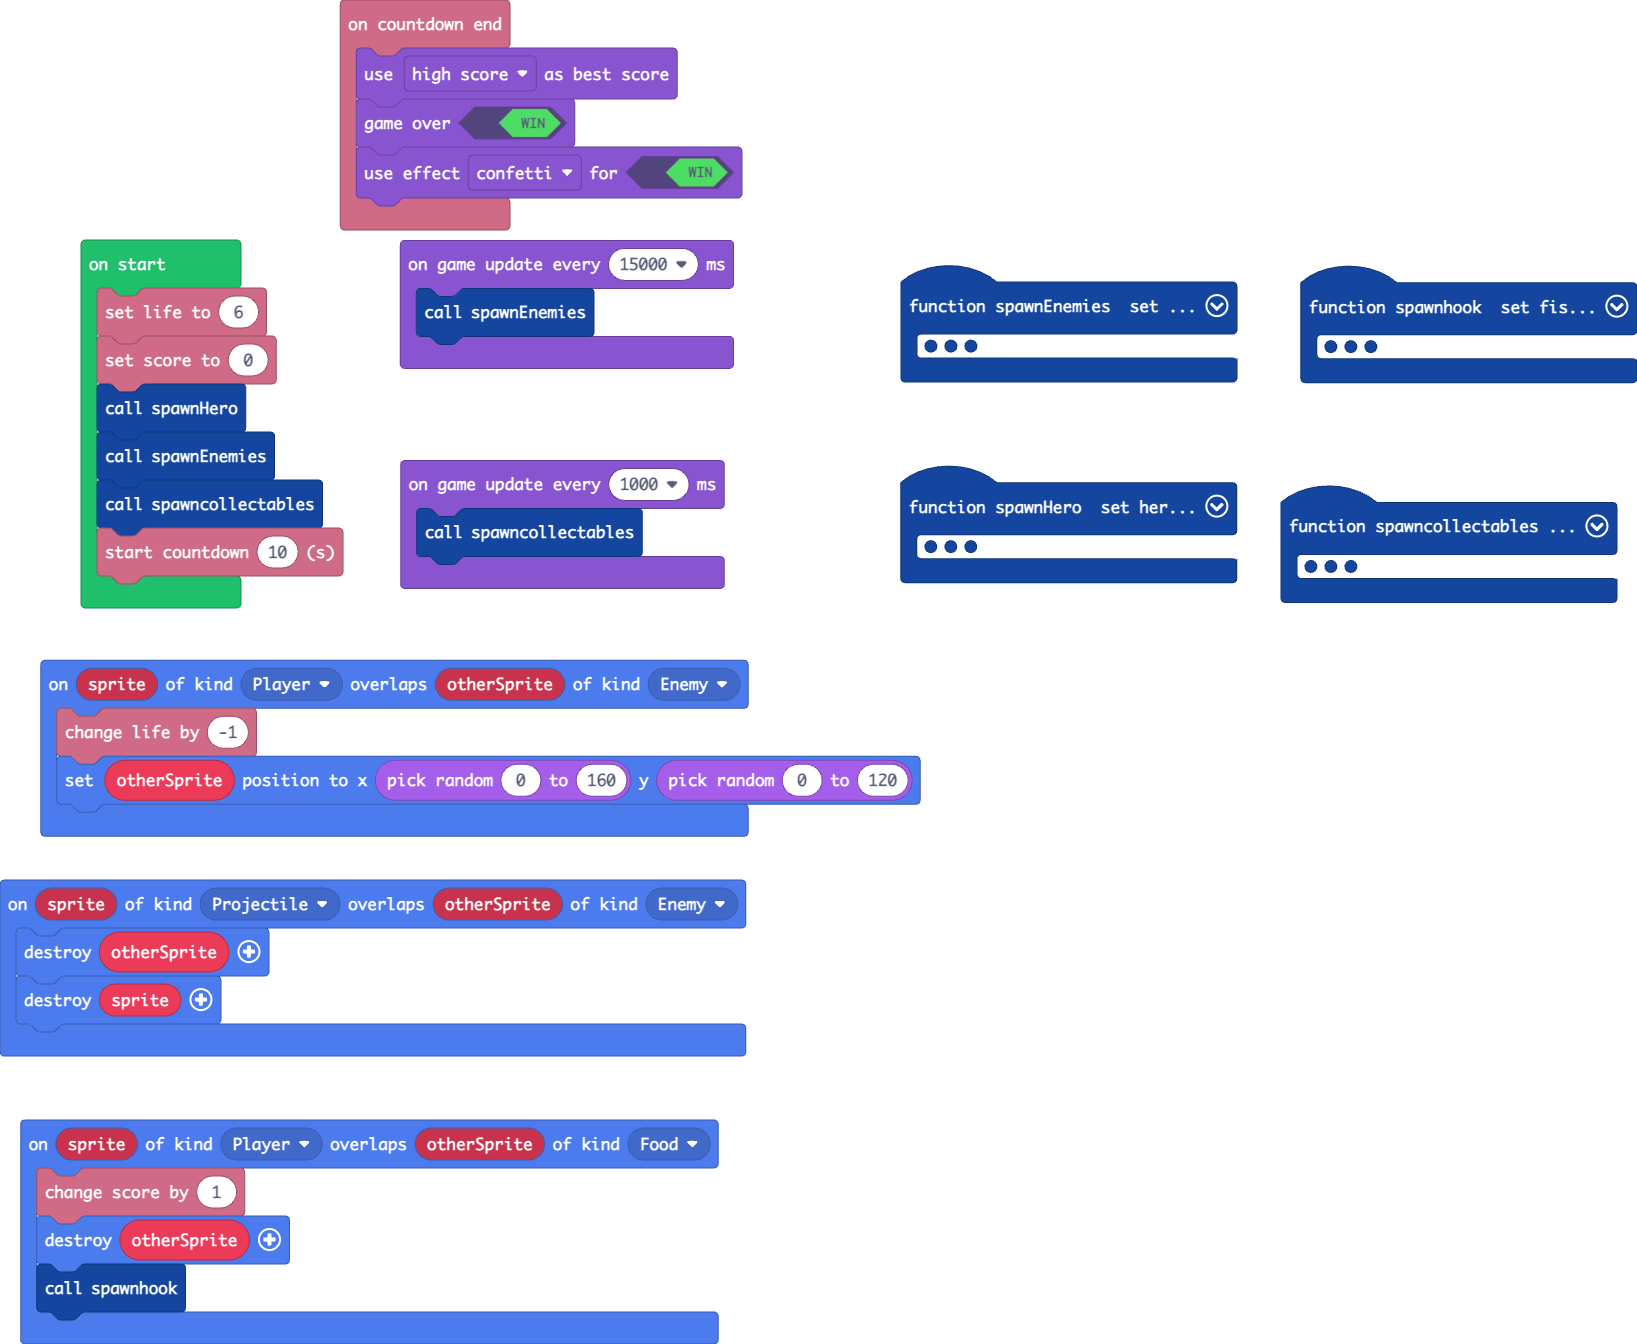 on countdown end
use high score as best score
game over WIN
use effect confetti for WIN
on start
set life to 6
set score to 0
call spawnHero
call spawnEnemies
call spawncollectables
start countdown 10 (s)
on game update every 15000 ms
call spawnEnemies
on game update every 1000 ms
call spawncollectables
function spawnEnemies set ...
function spawnhook set fis...
function spawnHero set her...
function spawncollectables ...
on sprite of kind Player overlaps otherSprite of kind Enemy
change life by -1
set otherSprite position to x pick random 0 to 160 y pick random 0 to 120
on sprite of kind Projectile overlaps otherSprite of kind Enemy
destroy otherSprite
destroy sprite
on sprite of kind Player overlaps otherSprite of kind Food
change score by 1
destroy otherSprite
call spawnhook